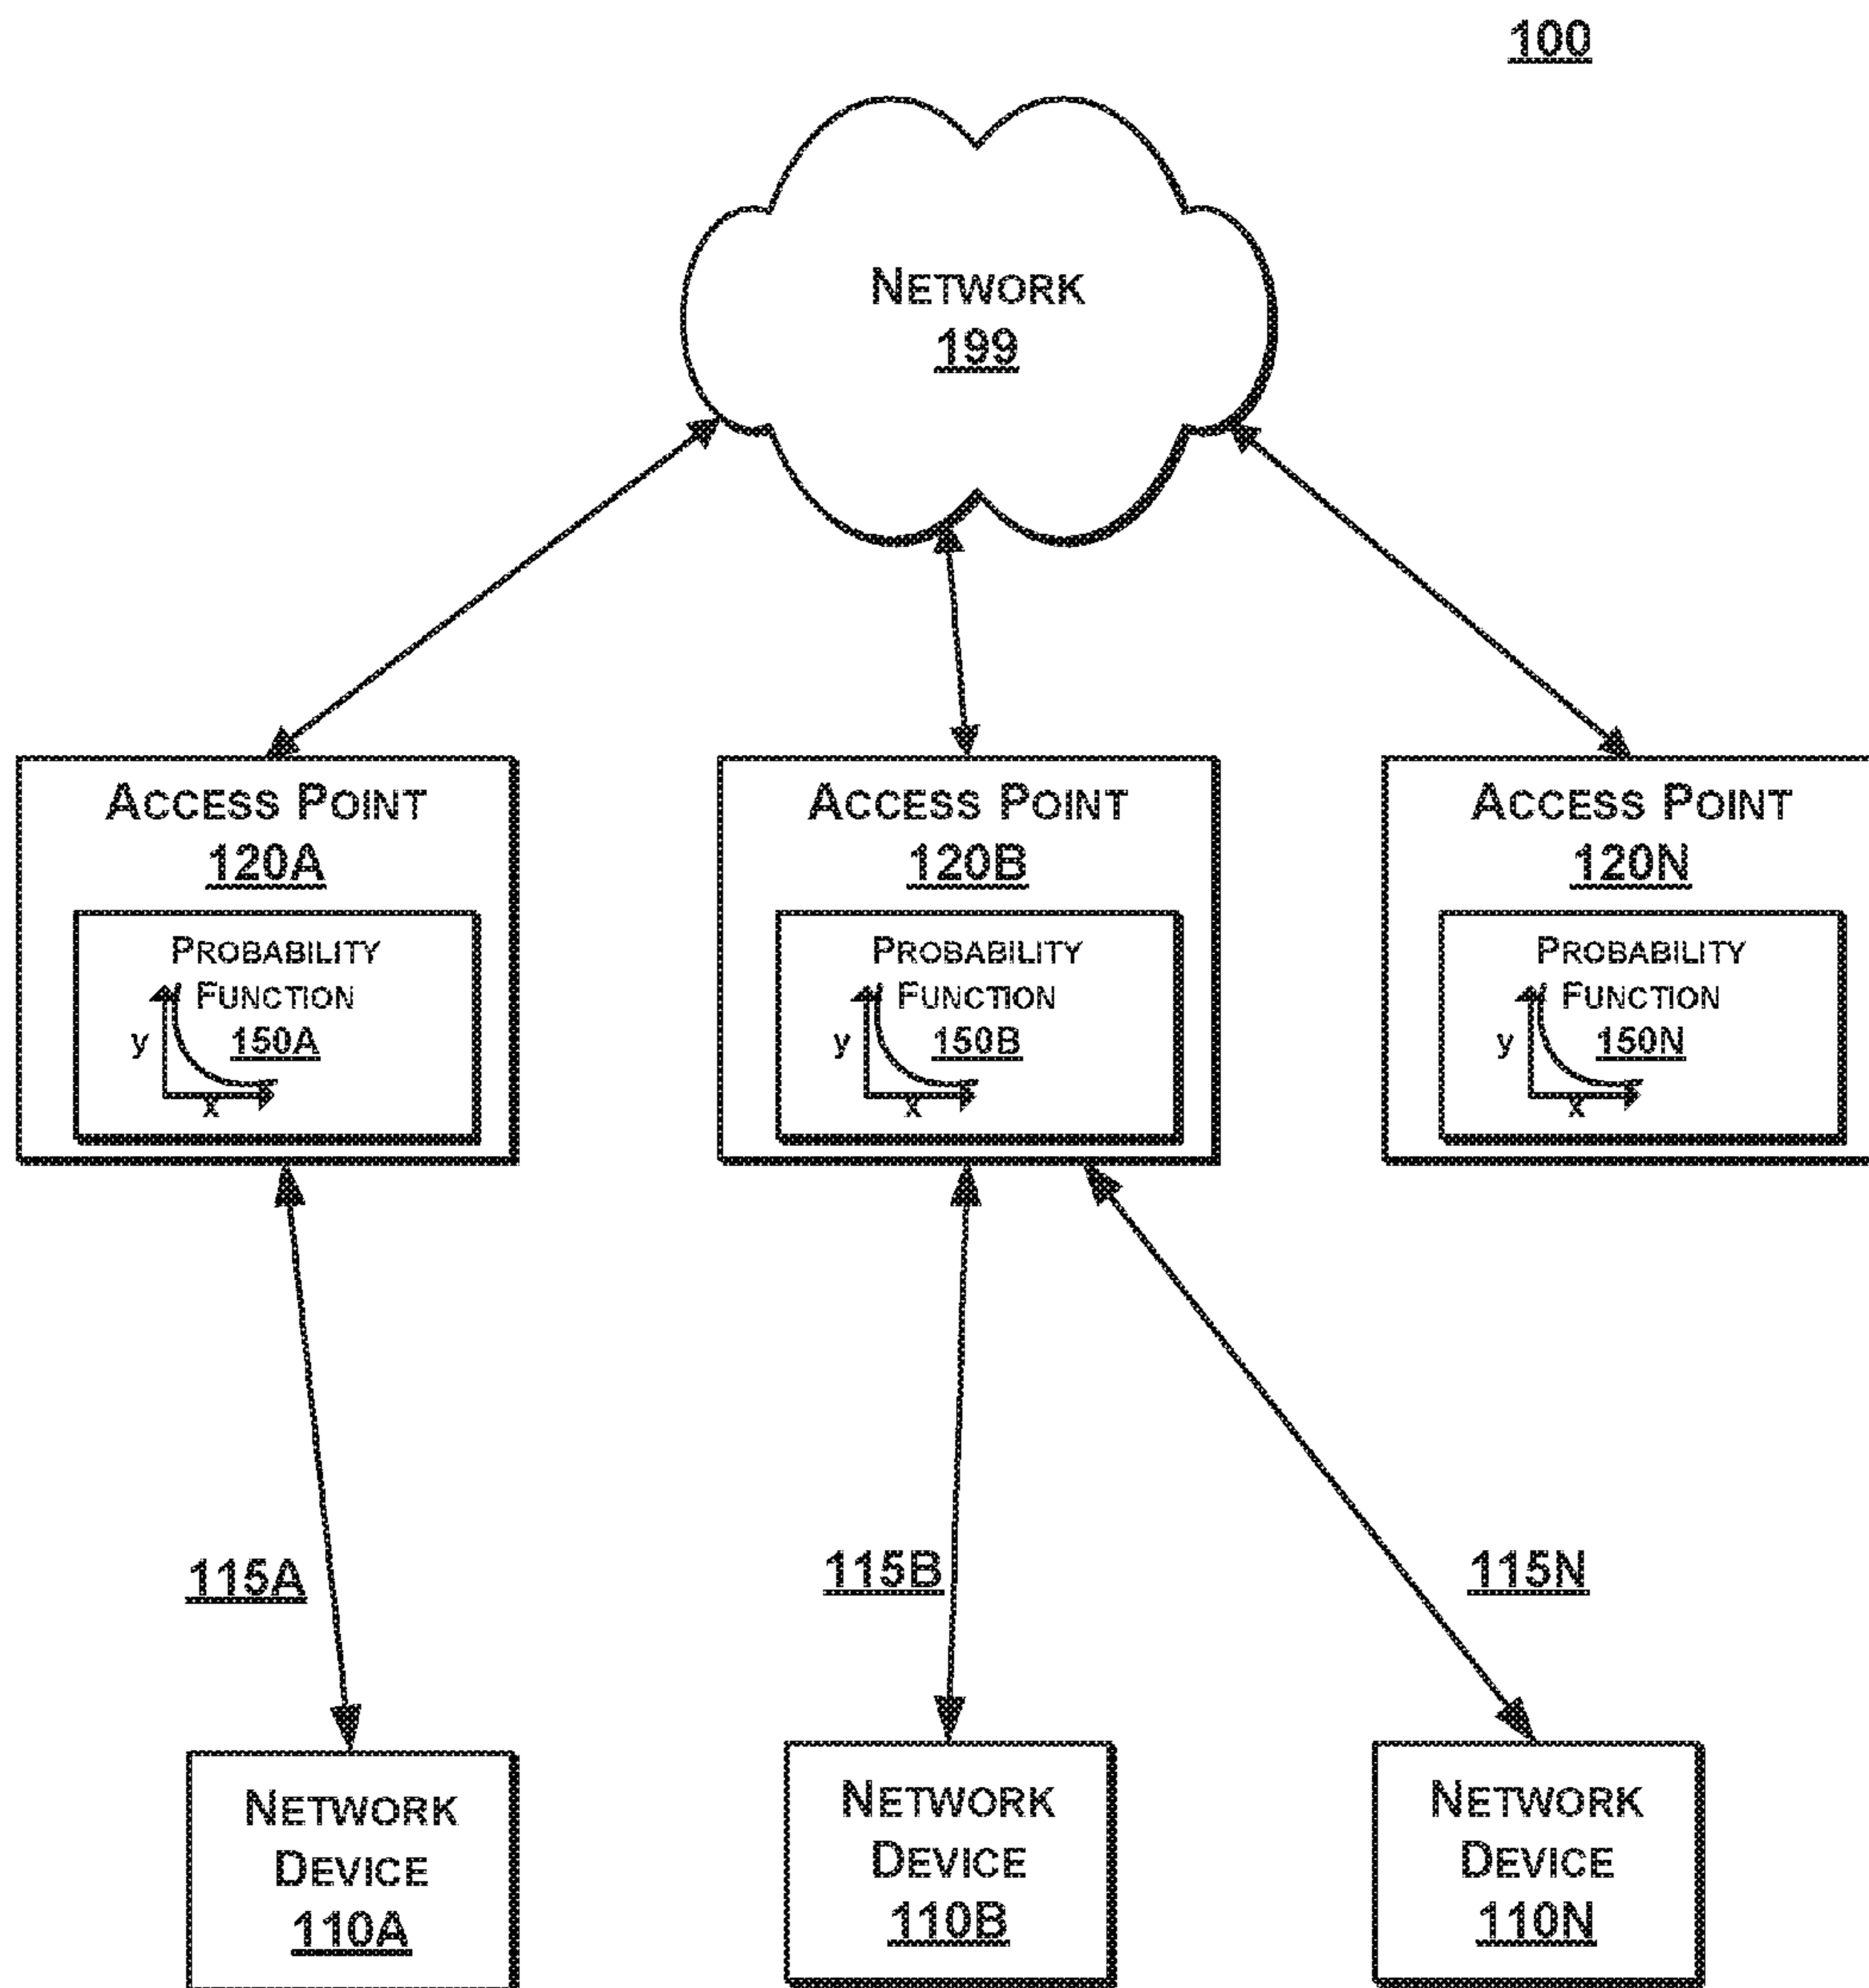 100
NETWORK
199
ACCESS POINT
120A
PROBABILITY
FUNCTION
150A
y
x
ACCESS POINT
120B
PROBABILITY
FUNCTION
150B
y
x
ACCESS POINT
120N
PROBABILITY
FUNCTION
150N
y
x
115A
115B
115N
NETWORK
DEVICE
110A
NETWORK
DEVICE
110B
NETWORK
DEVICE
110N